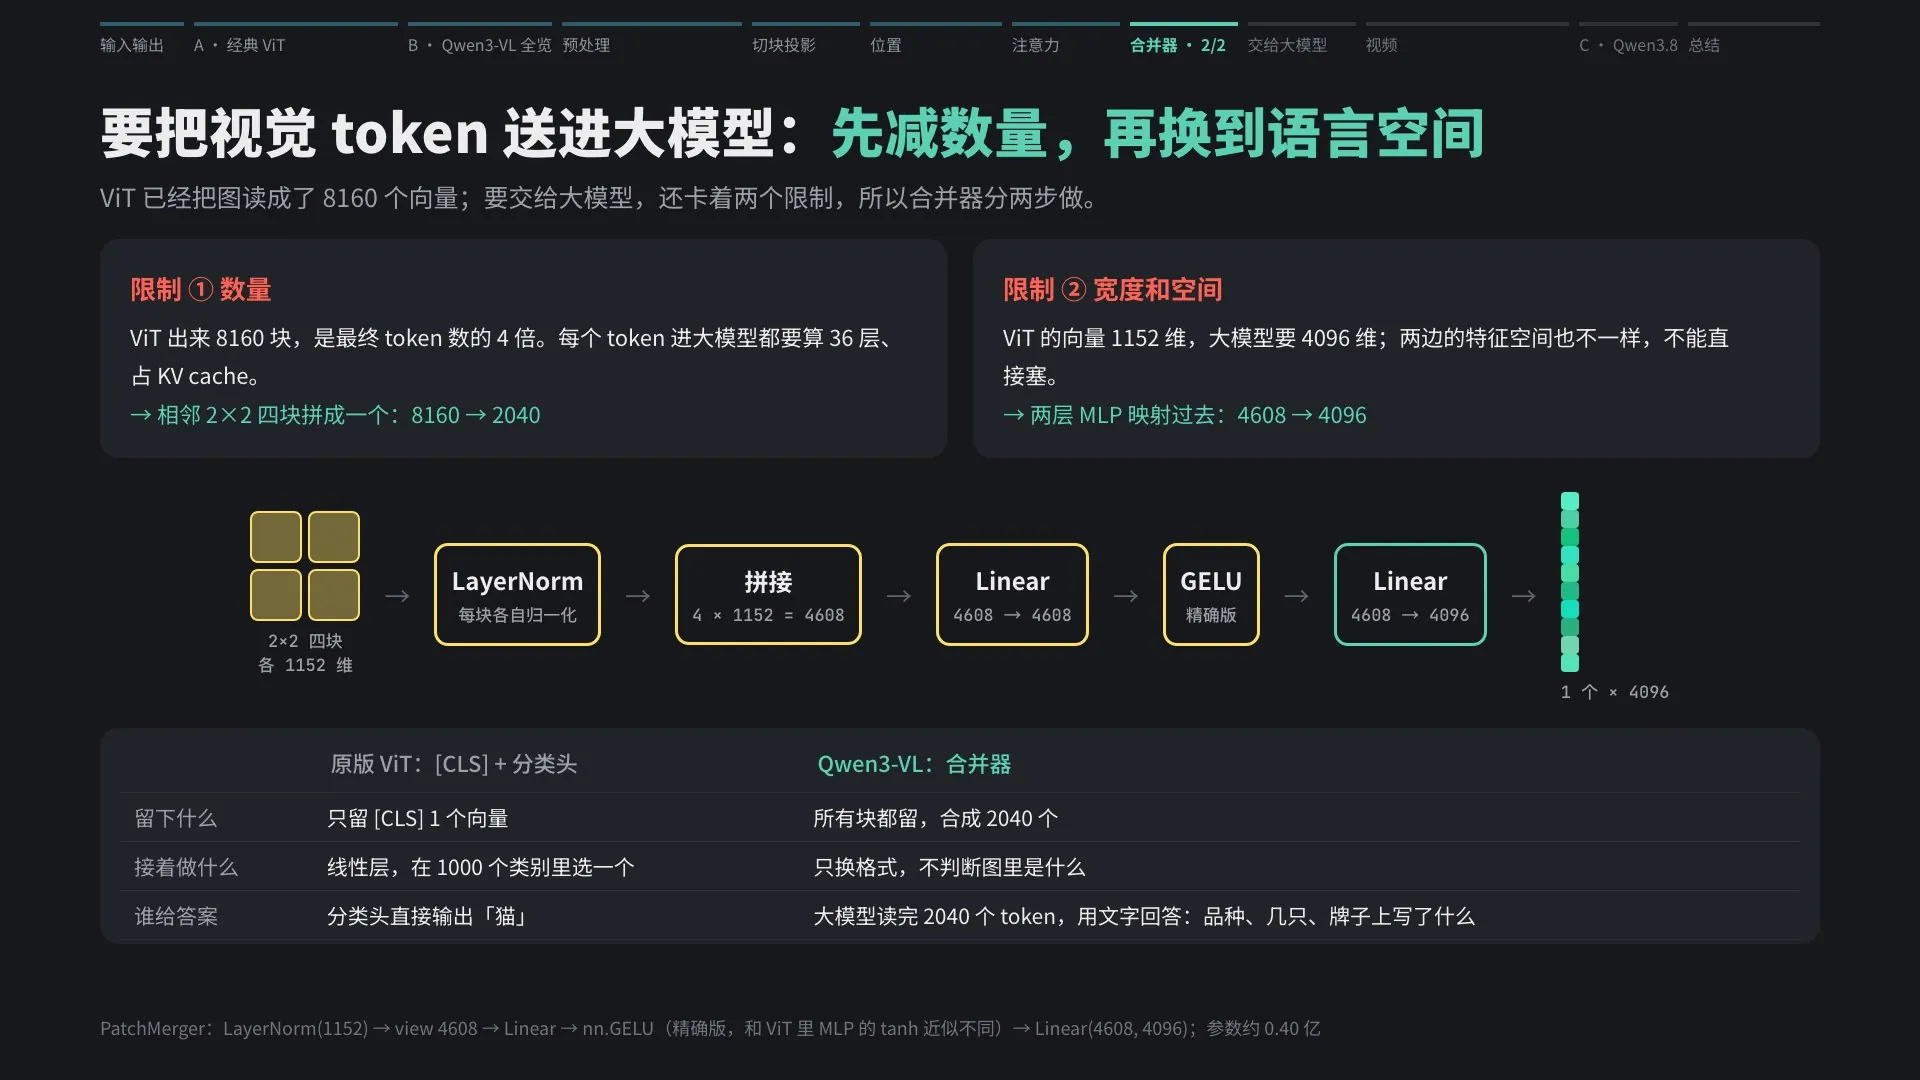 输入输出
A · 经典 ViT
B · Qwen3-VL 全览
预处理
切块投影
位置
注意力
合并器 · 2/2
交给大模型
视频
C · Qwen3.8
总结
要把视觉 token 送进大模型：先减数量，再换到语言空间
ViT 已经把图读成了 8160 个向量；要交给大模型，还卡着两个限制，所以合并器分两步做。
限制 ① 数量
ViT 出来 8160 块，是最终 token 数的 4 倍。每个 token 进大模型都要算 36 层、
占 KV cache。
→ 相邻 2×2 四块拼成一个：8160 → 2040
限制 ② 宽度和空间
ViT 的向量 1152 维，大模型要 4096 维；两边的特征空间也不一样，不能直
接塞。
→ 两层 MLP 映射过去：4608 → 4096
2×2 四块
各 1152 维
→
LayerNorm
每块各自归一化
→
拼接
4 × 1152 = 4608
→
Linear
4608 → 4608
→
GELU
精确版
→
Linear
4608 → 4096
→
1 个 × 4096
原版 ViT：[CLS] + 分类头
Qwen3-VL：合并器
留下什么
只留 [CLS] 1 个向量
所有块都留，合成 2040 个
接着做什么
线性层，在 1000 个类别里选一个
只换格式，不判断图里是什么
谁给答案
分类头直接输出「猫」
大模型读完 2040 个 token，用文字回答：品种、几只、牌子上写了什么
PatchMerger：LayerNorm(1152) → view 4608 → Linear → nn.GELU（精确版，和 ViT 里 MLP 的 tanh 近似不同）→ Linear(4608, 4096)；参数约 0.40 亿